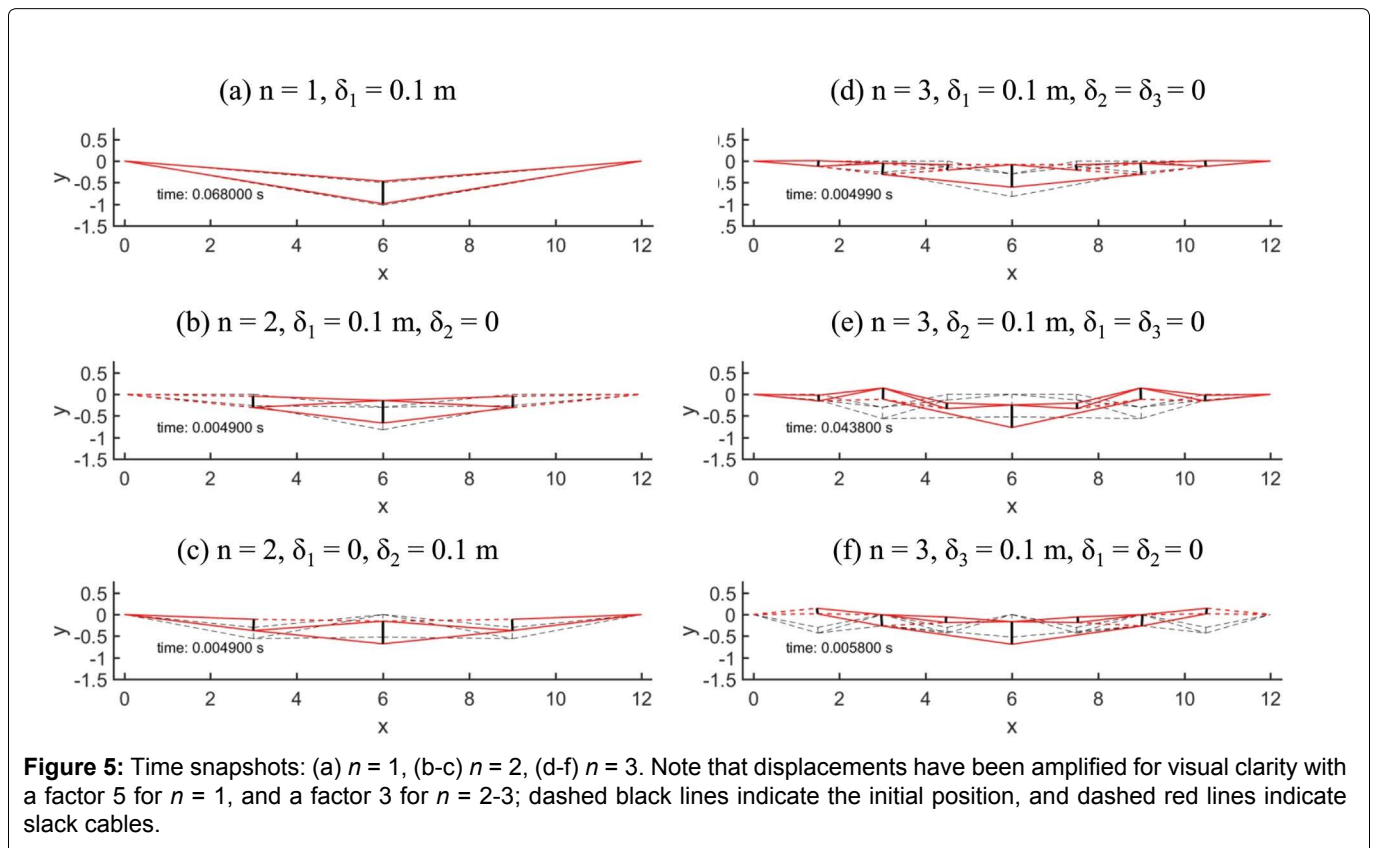 (a) n = 1, δ1 = 0.1 m
0.5
0
-0.5
-1
-1.5
y
time: 0.068000 s
0 2 4 6 8 10 12
x
(b) n = 2, δ1 = 0.1 m, δ2 = 0
0.5
0
-0.5
-1
-1.5
y
time: 0.004900 s
0 2 4 6 8 10 12
x
(c) n = 2, δ1 = 0, δ2 = 0.1 m
0.5
0
-0.5
-1
-1.5
y
time: 0.004900 s
0 2 4 6 8 10 12
x
(d) n = 3, δ1 = 0.1 m, δ2 = δ3 = 0
).5
0
-0.5
-1
.5
y
time: 0.004990 s
0 2 4 6 8 10 12
x
(e) n = 3, δ2 = 0.1 m, δ1 = δ3 = 0
0.5
0
-0.5
-1
-1.5
y
time: 0.043800 s
0 2 4 6 8 10 12
x
(f) n = 3, δ3 = 0.1 m, δ1 = δ2 = 0
0.5
0
-0.5
-1
-1.5
y
time: 0.005800 s
0 2 4 6 8 10 12
x
Figure 5: Time snapshots: (a) n = 1, (b-c) n = 2, (d-f) n = 3. Note that displacements have been amplified for visual clarity with
a factor 5 for n = 1, and a factor 3 for n = 2-3; dashed black lines indicate the initial position, and dashed red lines indicate
slack cables.